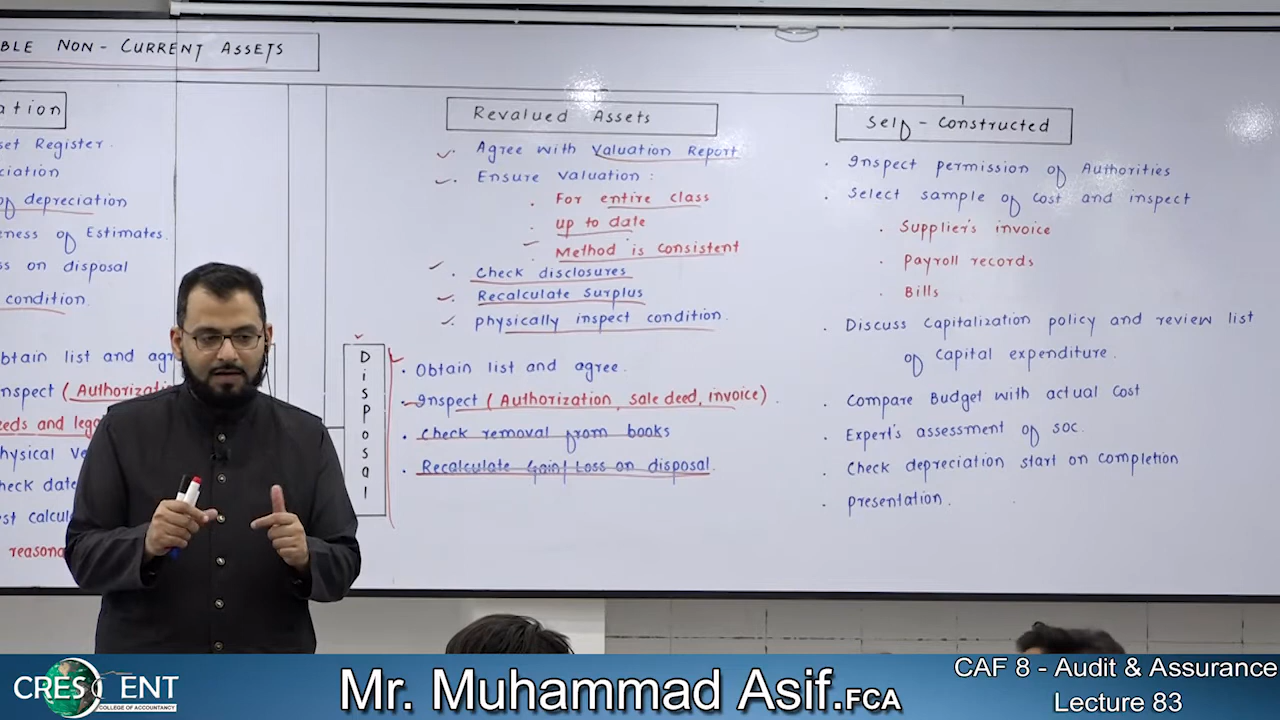 BLE NON-CURRENT ASSETS
ation
set Register.
ciation
of depreciation
eness of Estimates.
ss on disposal
condition.
Obtain list and agr
nspect (Authorizati
eeds and lega
hysical Ve
heck date
est calcul
reasona
Revalued Assets
Agree with Valuation Report
Ensure valuation:
For entire class
up to date
Method is consistent
Check disclosures
Recalculate Surplus
physically inspect condition.
Disposal
Obtain list and agree.
Inspect (Authorization, sale deed, invoice).
Check removal from books
Recalculate Gain/Loss on disposal.
Self-Constructed
Inspect permission of Authorities
Select sample of cost and inspect
Supplier's invoice
Payroll records
Bills
Discuss Capitalization policy and review list
of capital expenditure.
Compare Budget with actual cost
Expert's assessment of soc.
Check depreciation start on completion
presentation.
CRESCENT
COLLEGE OF ACCOUNTANCY
Mr. Muhammad Asif.FCA
CAF 8 - Audit & Assurance
Lecture 83